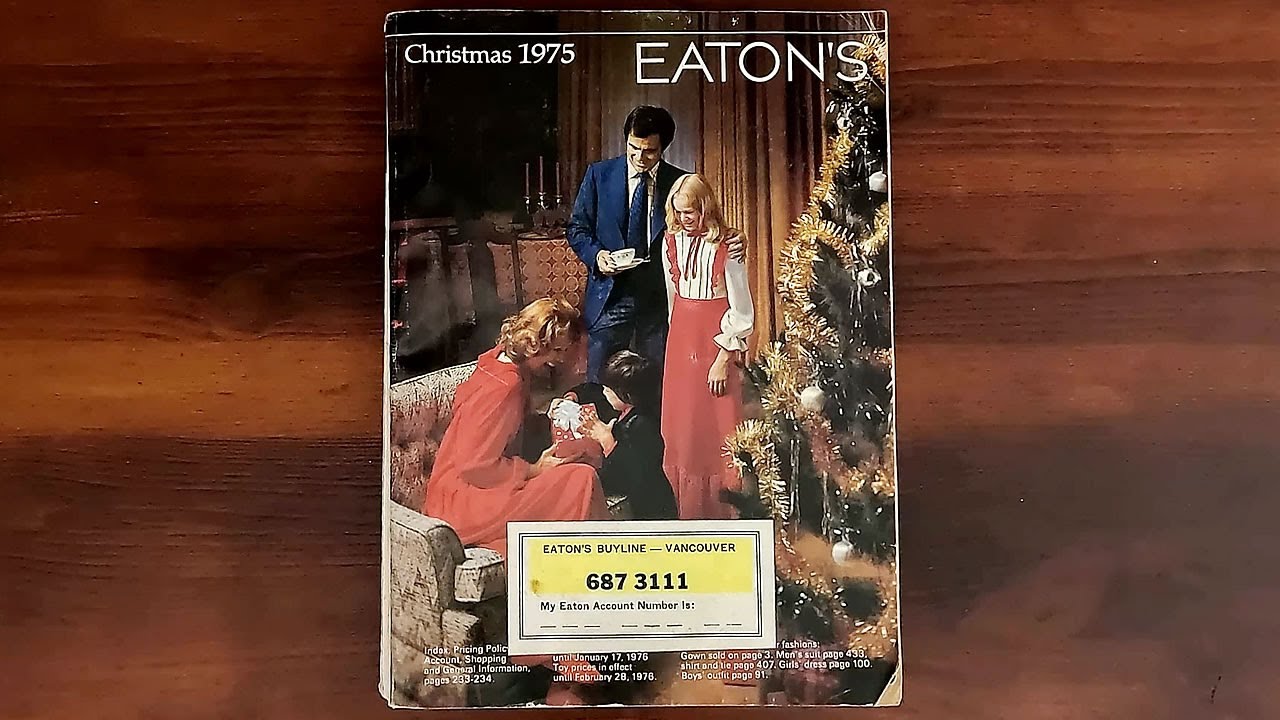 Christmas 1975
EATON'S
EATON'S BUYLINE — VANCOUVER
687 3111
My Eaton Account Number Is:
Index, Pricing Polic
Account, Shopping
and General Information,
pages 233-234.
until January 17, 1976
Toy prices in effect
until February 28, 1976.
r fashions:
Gown sold on page 3. Men's suit page 433,
shirt and tie page 407. Girls' dress page 100.
Boys' outfit page 91.